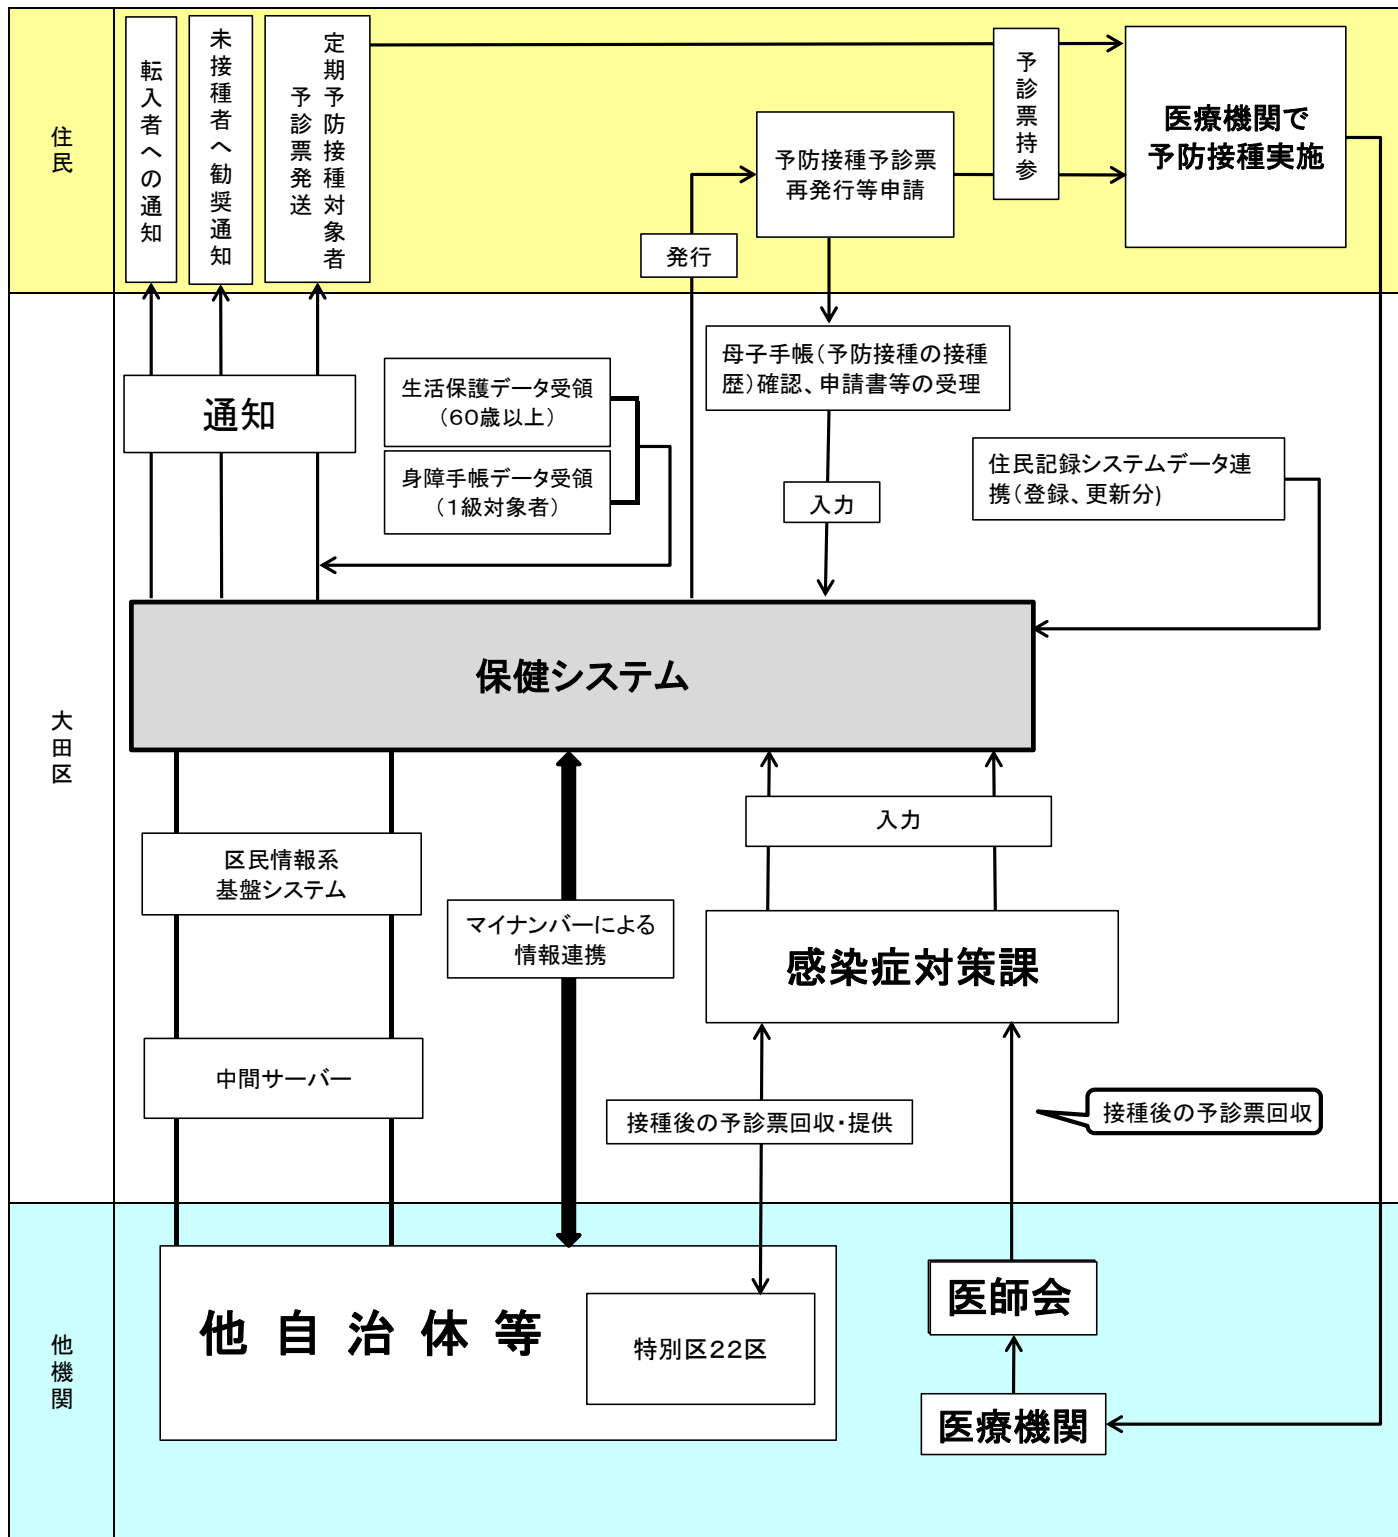 住民
転入者への通知
未接種者へ勧奨通知
定期予防接種対象者
予診票発送
発行
予防接種予診票
再発行等申請
予診票持参
医療機関で
予防接種実施
大田区
通知
生活保護データ受領
（60歳以上）
身障手帳データ受領
（1級対象者）
母子手帳（予防接種の接種
歴）確認、申請書等の受理
入力
住民記録システムデータ連
携（登録、更新分)
保健システム
区民情報系
基盤システム
マイナンバーによる
情報連携
入力
感染症対策課
中間サーバー
接種後の予診票回収・提供
接種後の予診票回収
他機関
他自治体等
特別区22区
医師会
医療機関